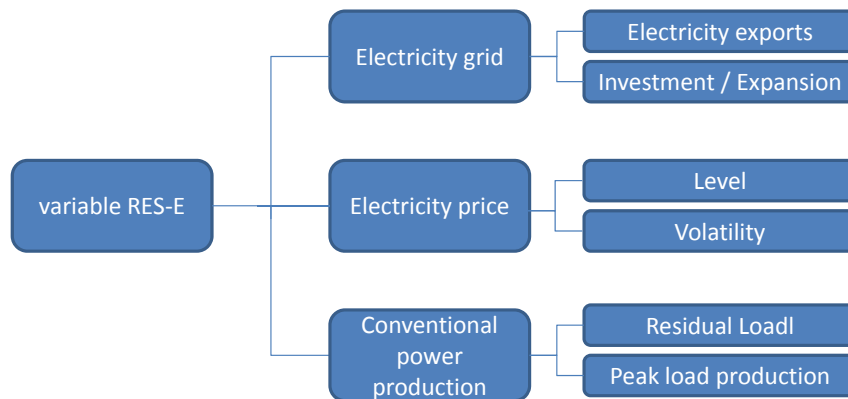 variable RES-E
Electricity grid
Electricity exports
Investment / Expansion
Electricity price
Level
Volatility
Conventional
power
production
Residual Loadl
Peak load production